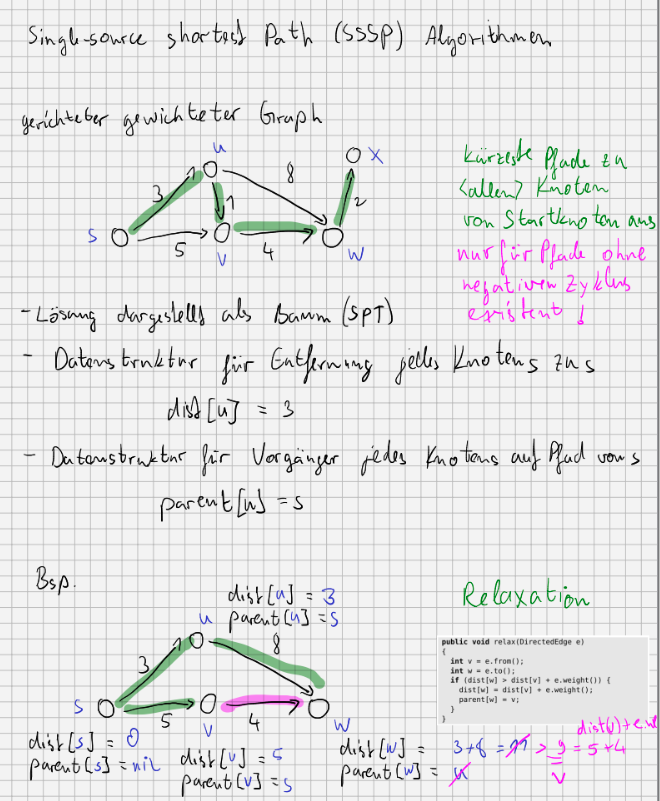 Single-source shortest Path (SSSP) Algorithmen
gerichteter gewichteter Graph
u
x
3
1
8
2
s
5
v
4
w
kürzeste Pfade zu
(allen) Knoten
von Startknoten aus
nur für Pfade ohne
negativen Zyklus
existent !
- Lösung dargestellt als Baum (SPT)
- Datenstruktur für Entfernung jedes Knotens zu s
dist[u] = 3
- Datenstruktur für Vorgänger jedes Knotens auf Pfad von s
parent[u] = s
Bsp.
dist[u] = 3
parent[u] = s
u
8
3
s
5
v
4
w
dist[s] = 0
parent[s] = nil
dist[v] = 5
parent[v] = s
dist[w] = 3+8 = 11 > 9 = 5+4
parent[w] = u v
Relaxation
public void relax(DirectedEdge e)
{
int v = e.from();
int w = e.to();
if (dist[w] > dist[v] + e.weight()) {
dist[w] = dist[v] + e.weight();
parent[w] = v;
}
}
dist(v)+e.w